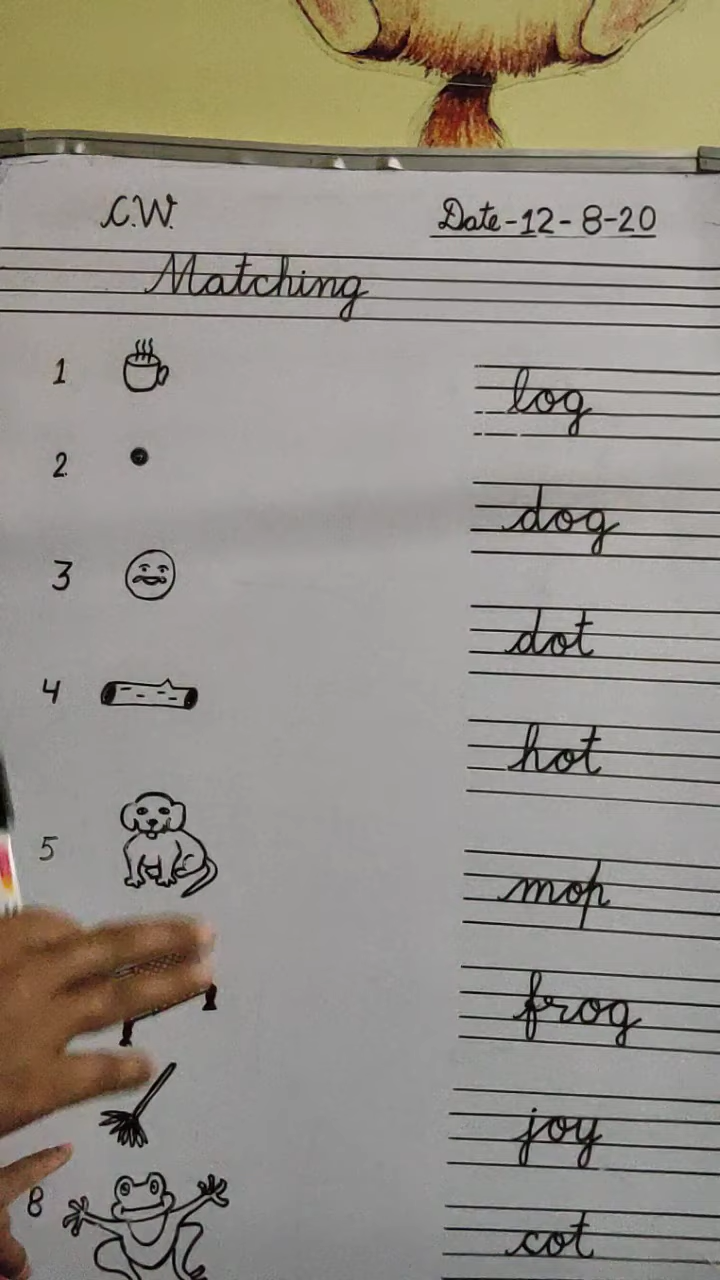 C.W. Date-12-8-20
Matching
1 log
2 dog
3 dot
4 hot
5 mop
frog
joy
8 cot